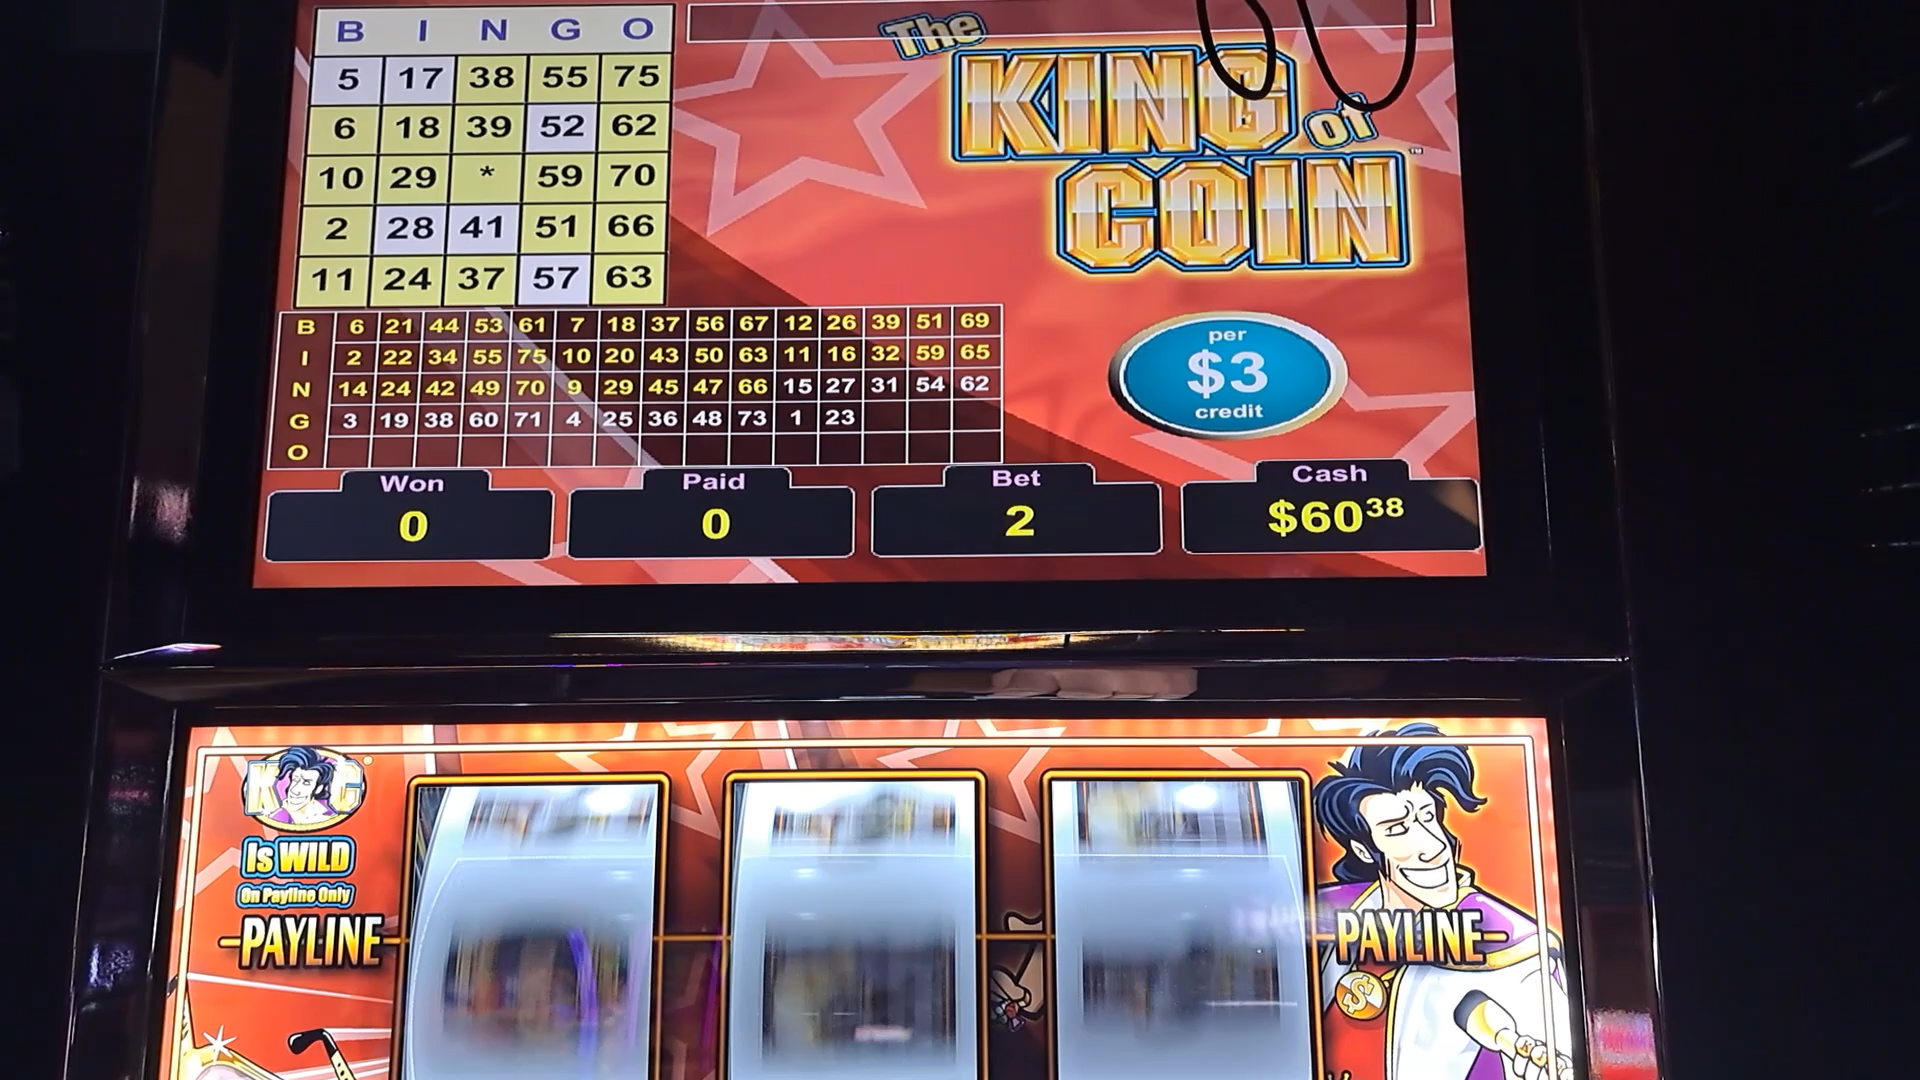 B I N G O
5 17 38 55 75
6 18 39 52 62
10 29 * 59 70
2 28 41 51 66
11 24 37 57 63
The
KING of
COIN™
B 6 21 44 53 61 7 18 37 56 67 12 26 39 51 69
I 2 22 34 55 75 10 20 43 50 63 11 16 32 59 65
N 14 24 42 49 70 9 29 45 47 66 15 27 31 54 62
G 3 19 38 60 71 4 25 36 48 73 1 23
O
per
$3
credit
Won Paid Bet Cash
0 0 2 $60³⁸
K C
Is WILD
On Payline Only
PAYLINE PAYLINE
$